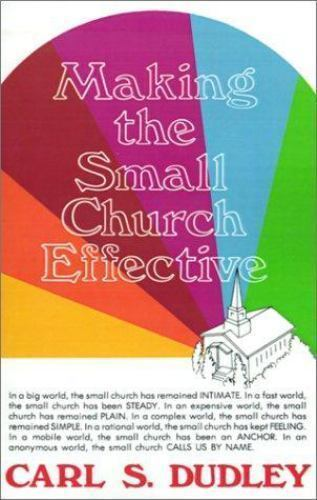 Making
the
Small
Church
Effective
In a big world, the small church has remained INTIMATE. In a fast world,
the small church has been STEADY. In an expensive world, the small
church has remained PLAIN. In a complex world, the small church has
remained SIMPLE. In a rational world, the small church has kept FEELING.
In a mobile world, the small church has been an ANCHOR. In an
anonymous world, the small church CALLS US BY NAME.
CARL S. DUDLEY